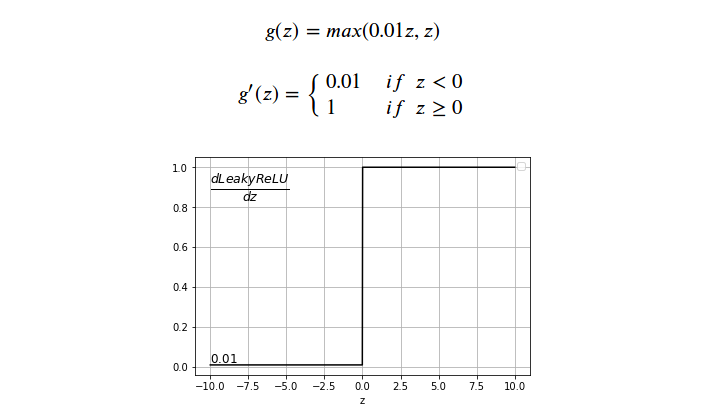 g(z) = max(0.01z, z)
g′(z) = { 0.01 if z < 0
1 if z ≥ 0
dLeakyReLU
dz
1.0
0.8
0.6
0.4
0.2
0.0
0.01
−10.0 −7.5 −5.0 −2.5 0.0 2.5 5.0 7.5 10.0
z